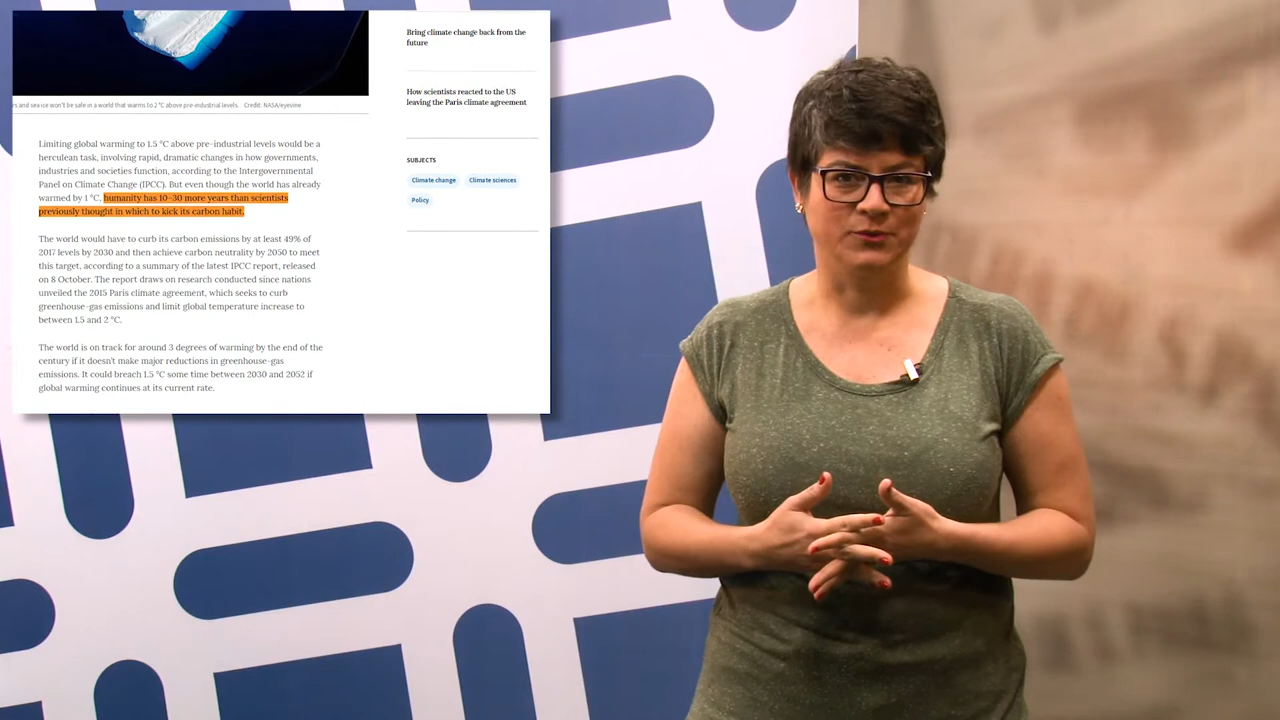 rs and sea ice won't be safe in a world that warms to 2 °C above pre-industrial levels. Credit: NASA/eyevine
Limiting global warming to 1.5 °C above pre-industrial levels would be a
herculean task, involving rapid, dramatic changes in how governments,
industries and societies function, according to the Intergovernmental
Panel on Climate Change (IPCC). But even though the world has already
warmed by 1 °C, humanity has 10–30 more years than scientists
previously thought in which to kick its carbon habit.
The world would have to curb its carbon emissions by at least 49% of
2017 levels by 2030 and then achieve carbon neutrality by 2050 to meet
this target, according to a summary of the latest IPCC report, released
on 8 October. The report draws on research conducted since nations
unveiled the 2015 Paris climate agreement, which seeks to curb
greenhouse-gas emissions and limit global temperature increase to
between 1.5 and 2 °C.
The world is on track for around 3 degrees of warming by the end of the
century if it doesn't make major reductions in greenhouse-gas
emissions. It could breach 1.5 °C some time between 2030 and 2052 if
global warming continues at its current rate.
Bring climate change back from the
future
How scientists reacted to the US
leaving the Paris climate agreement
SUBJECTS
Climate change Climate sciences
Policy